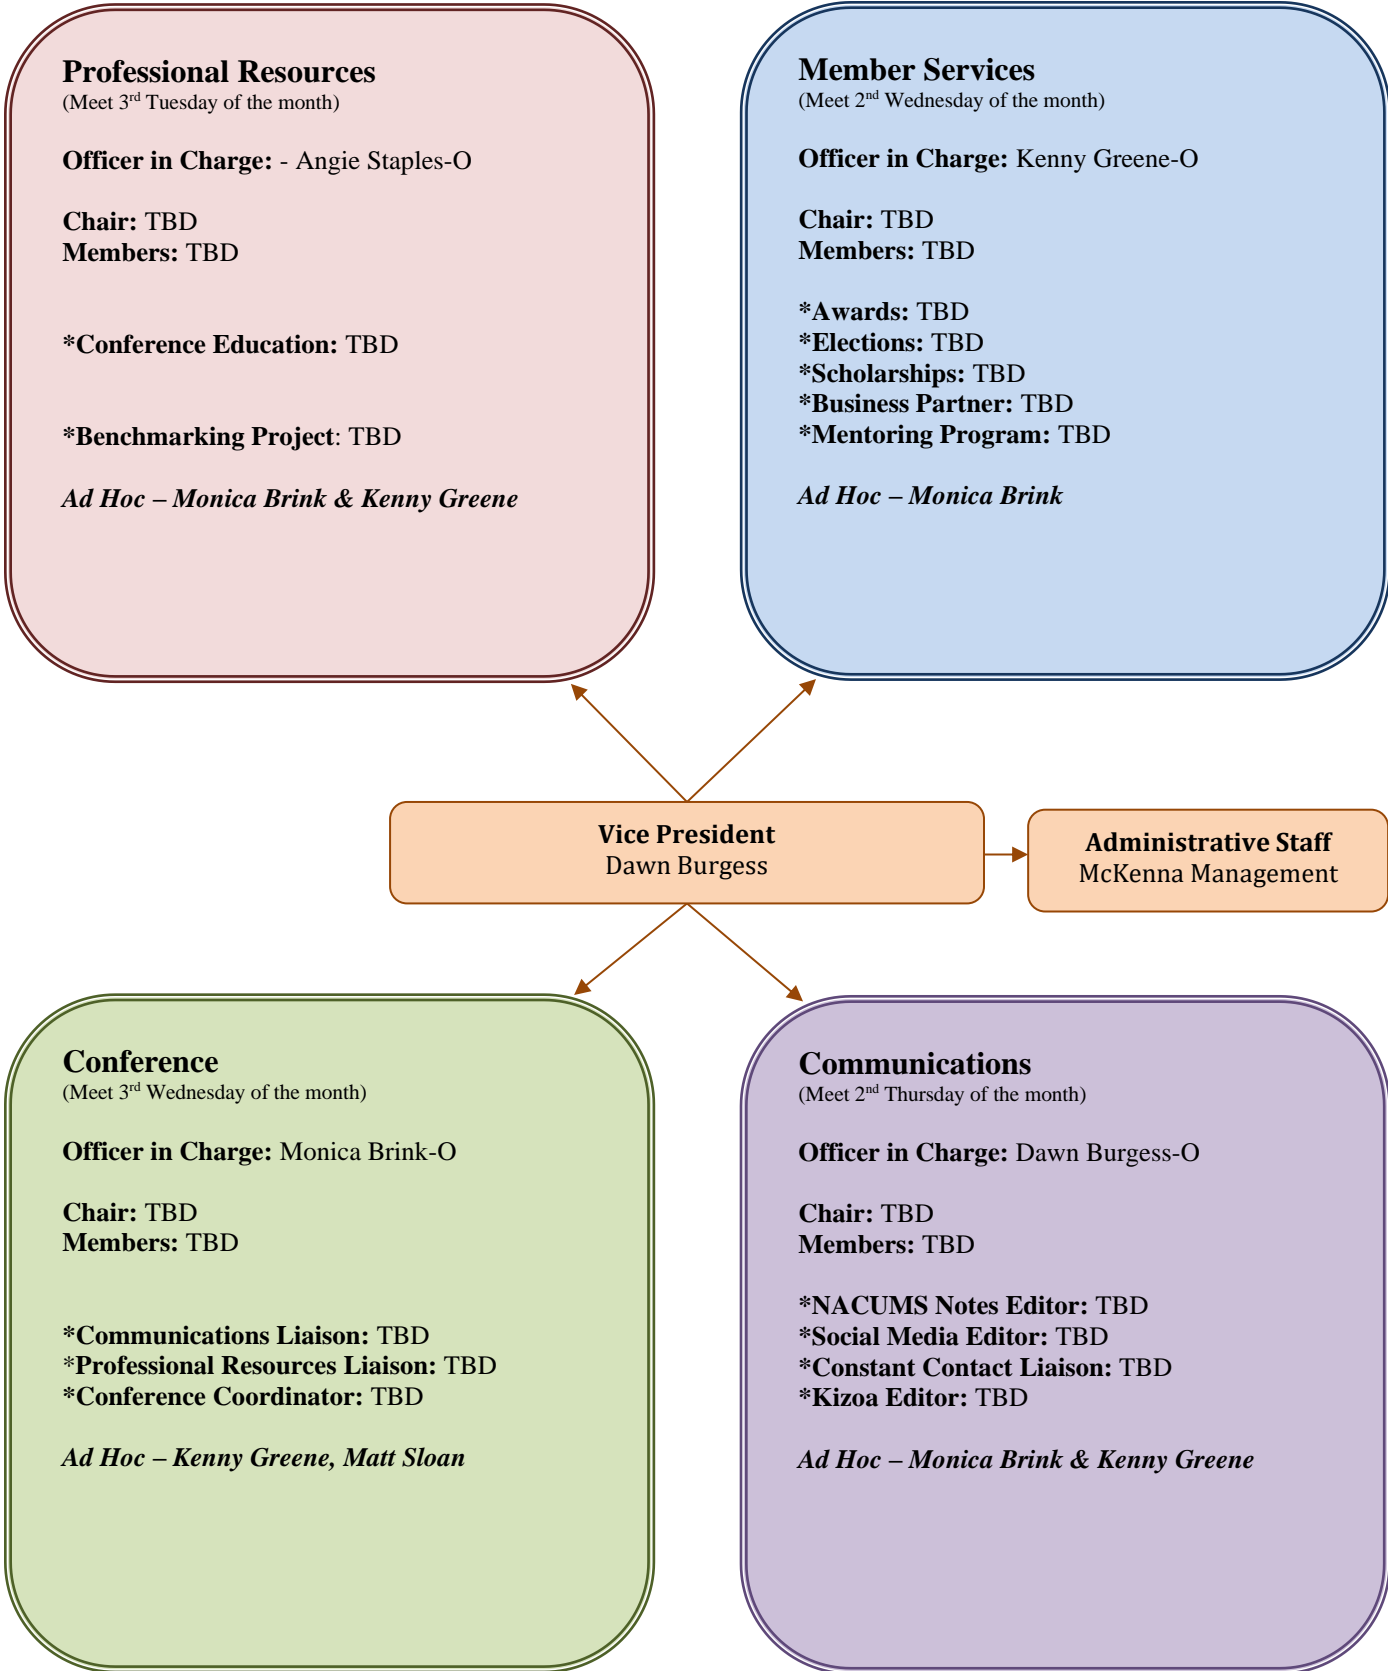 Professional Resources
(Meet 3rd Tuesday of the month)
Officer in Charge: - Angie Staples-O
Chair: TBD
Members: TBD
*Conference Education: TBD
*Benchmarking Project: TBD
Ad Hoc – Monica Brink & Kenny Greene
Member Services
(Meet 2nd Wednesday of the month)
Officer in Charge: Kenny Greene-O
Chair: TBD
Members: TBD
*Awards: TBD
*Elections: TBD
*Scholarships: TBD
*Business Partner: TBD
*Mentoring Program: TBD
Ad Hoc – Monica Brink
Vice President
Dawn Burgess
Administrative Staff
McKenna Management
Conference
(Meet 3rd Wednesday of the month)
Officer in Charge: Monica Brink-O
Chair: TBD
Members: TBD
*Communications Liaison: TBD
*Professional Resources Liaison: TBD
*Conference Coordinator: TBD
Ad Hoc – Kenny Greene, Matt Sloan
Communications
(Meet 2nd Thursday of the month)
Officer in Charge: Dawn Burgess-O
Chair: TBD
Members: TBD
*NACUMS Notes Editor: TBD
*Social Media Editor: TBD
*Constant Contact Liaison: TBD
*Kizoa Editor: TBD
Ad Hoc – Monica Brink & Kenny Greene